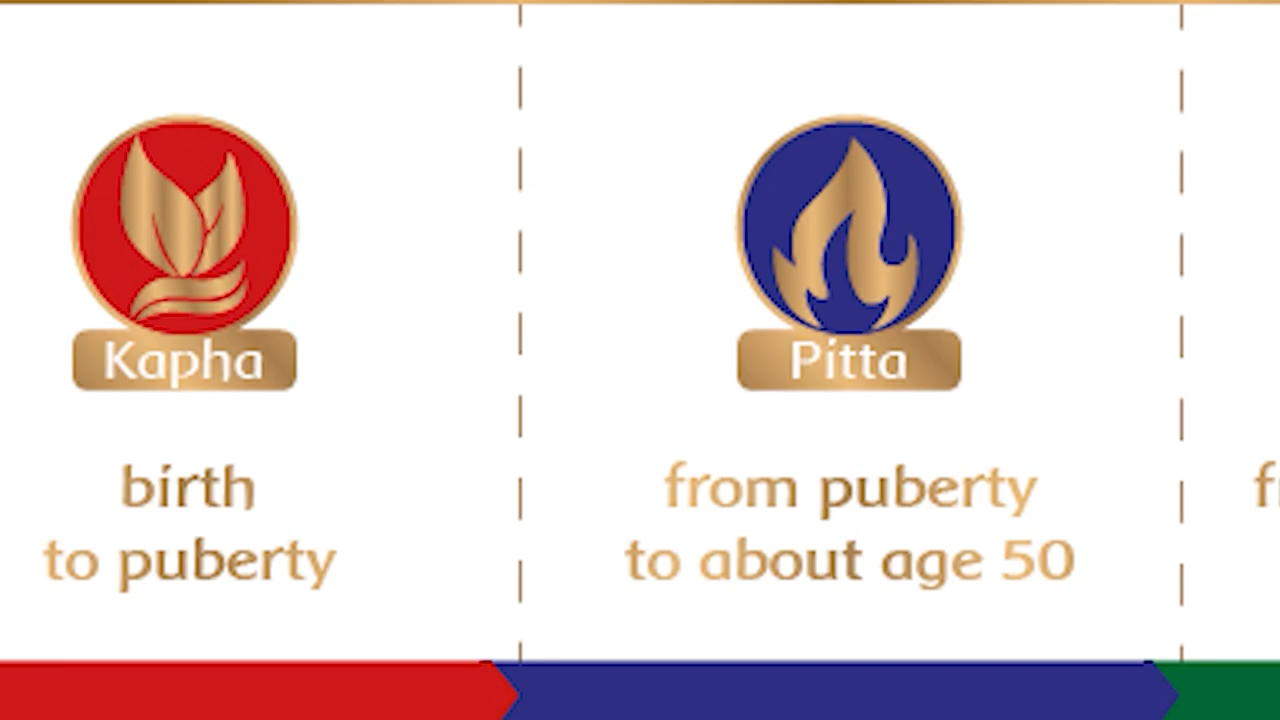 Kapha
birth
to puberty
Pitta
from puberty
to about age 50